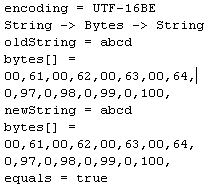 encoding = UTF-16BE
String -> Bytes -> String
oldString = abcd
bytes[] =
00,61,00,62,00,63,00,64,
0,97,0,98,0,99,0,100,
newString = abcd
bytes[] =
00,61,00,62,00,63,00,64,
0,97,0,98,0,99,0,100,
equals = true